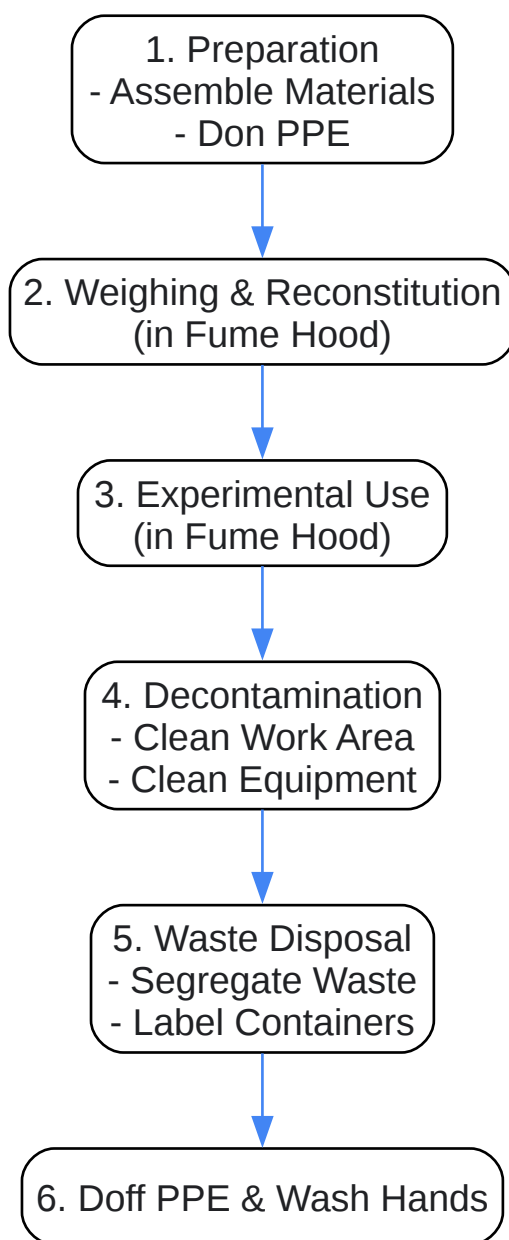 1. Preparation
- Assemble Materials
- Don PPE
2. Weighing & Reconstitution
(in Fume Hood)
3. Experimental Use
(in Fume Hood)
4. Decontamination
- Clean Work Area
- Clean Equipment
5. Waste Disposal
- Segregate Waste
- Label Containers
6. Doff PPE & Wash Hands